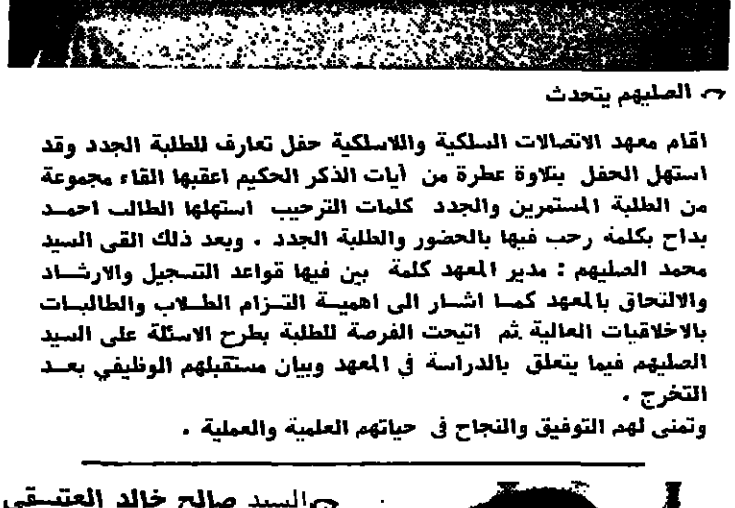 الصليهم يتحدث
اقام معهد الاتصالات السلكية واللاسلكية حفل تعارف للطلبة الجدد وقد
استهل الحفل بتلاوة عطرة من أيات الذكر الحكيم اعقبها القاء مجموعة
من الطلبة المستمرين والجدد كلمات الترحيب استهلها الطالب احمد
بداح بكلمة رحب فيها بالحضور والطلبة الجدد . وبعد ذلك القى السيد
محمد الصليهم : مدير المعهد كلمة بين فيها قواعد التسجيل والارشاد
والالتحاق بالمعهد كما اشار الى اهمية التزام الطلاب والطالبات
بالاخلاقيات العالية ثم اتيحت الفرصة للطلبة بطرح الاسئلة على السيد
الصليهم فيما يتعلق بالدراسة في المعهد وبيان مستقبلهم الوظيفي بعد
التخرج .
وتمنى لهم التوفيق والنجاح في حياتهم العلمية والعملية .
السيد صالح خالد العتيقي